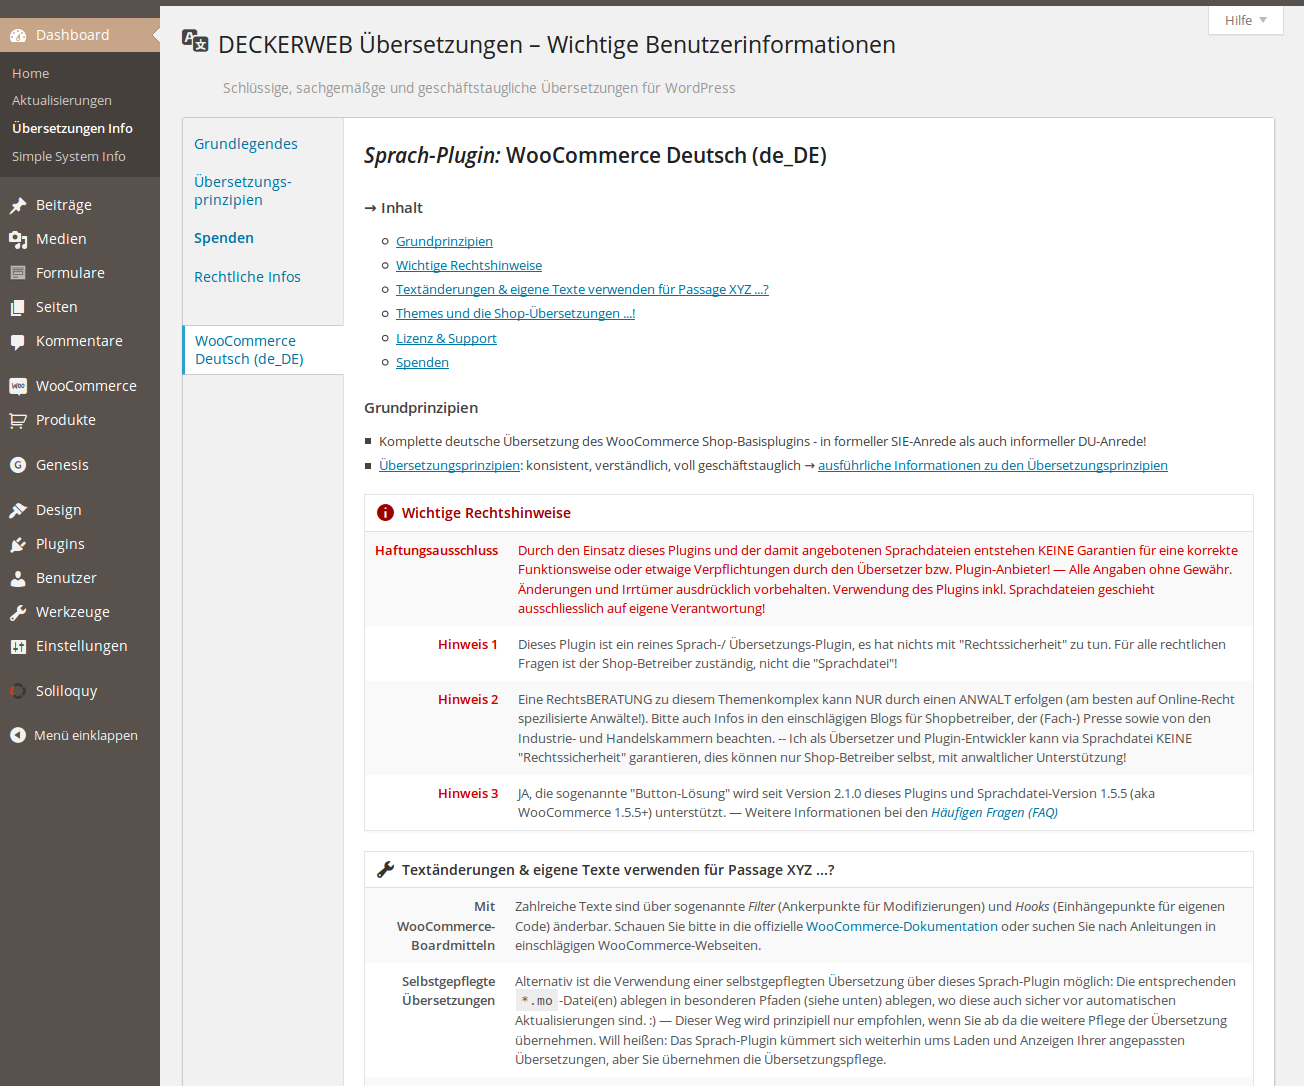 Hilfe
Dashboard
Home
Aktualisierungen
Übersetzungen Info
Simple System Info
Beiträge
Medien
Formulare
Seiten
Kommentare
WooCommerce
Produkte
Genesis
Design
Plugins
Benutzer
Werkzeuge
Einstellungen
Soliloquy
Menü einklappen
DECKERWEB Übersetzungen – Wichtige Benutzerinformationen
Schlüssige, sachgemäßge und geschäftstaugliche Übersetzungen für WordPress
Grundlegendes
Übersetzungs-
prinzipien
Spenden
Rechtliche Infos
WooCommerce
Deutsch (de_DE)
Sprach-Plugin: WooCommerce Deutsch (de_DE)
→ Inhalt
Grundprinzipien
Wichtige Rechtshinweise
Textänderungen & eigene Texte verwenden für Passage XYZ ...?
Themes und die Shop-Übersetzungen ...!
Lizenz & Support
Spenden
Grundprinzipien
Komplette deutsche Übersetzung des WooCommerce Shop-Basisplugins - in formeller SIE-Anrede als auch informeller DU-Anrede!
Übersetzungsprinzipien: konsistent, verständlich, voll geschäftstauglich → ausführliche Informationen zu den Übersetzungsprinzipien
Wichtige Rechtshinweise
Haftungsausschluss
Durch den Einsatz dieses Plugins und der damit angebotenen Sprachdateien entstehen KEINE Garantien für eine korrekte
Funktionsweise oder etwaige Verpflichtungen durch den Übersetzer bzw. Plugin-Anbieter! — Alle Angaben ohne Gewähr.
Änderungen und Irrtümer ausdrücklich vorbehalten. Verwendung des Plugins inkl. Sprachdateien geschieht
ausschliesslich auf eigene Verantwortung!
Hinweis 1
Dieses Plugin ist ein reines Sprach-/ Übersetzungs-Plugin, es hat nichts mit "Rechtssicherheit" zu tun. Für alle rechtlichen
Fragen ist der Shop-Betreiber zuständig, nicht die "Sprachdatei"!
Hinweis 2
Eine RechtsBERATUNG zu diesem Themenkomplex kann NUR durch einen ANWALT erfolgen (am besten auf Online-Recht
spezilisierte Anwälte!). Bitte auch Infos in den einschlägigen Blogs für Shopbetreiber, der (Fach-) Presse sowie von den
Industrie- und Handelskammern beachten. -- Ich als Übersetzer und Plugin-Entwickler kann via Sprachdatei KEINE
"Rechtssicherheit" garantieren, dies können nur Shop-Betreiber selbst, mit anwaltlicher Unterstützung!
Hinweis 3
JA, die sogenannte "Button-Lösung" wird seit Version 2.1.0 dieses Plugins und Sprachdatei-Version 1.5.5 (aka
WooCommerce 1.5.5+) unterstützt. — Weitere Informationen bei den Häufigen Fragen (FAQ)
Textänderungen & eigene Texte verwenden für Passage XYZ ...?
Mit
WooCommerce-
Boardmitteln
Zahlreiche Texte sind über sogenannte Filter (Ankerpunkte für Modifizierungen) und Hooks (Einhängepunkte für eigenen
Code) änderbar. Schauen Sie bitte in die offizielle WooCommerce-Dokumentation oder suchen Sie nach Anleitungen in
einschlägigen WooCommerce-Webseiten.
Selbstgepflegte
Übersetzungen
Alternativ ist die Verwendung einer selbstgepflegten Übersetzung über dieses Sprach-Plugin möglich: Die entsprechenden
*.mo -Datei(en) ablegen in besonderen Pfaden (siehe unten) ablegen, wo diese auch sicher vor automatischen
Aktualisierungen sind. :) — Dieser Weg wird prinzipiell nur empfohlen, wenn Sie ab da die weitere Pflege der Übersetzung
übernehmen. Will heißen: Das Sprach-Plugin kümmert sich weiterhin ums Laden und Anzeigen Ihrer angepassten
Übersetzungen, aber Sie übernehmen die Übersetzungspflege.